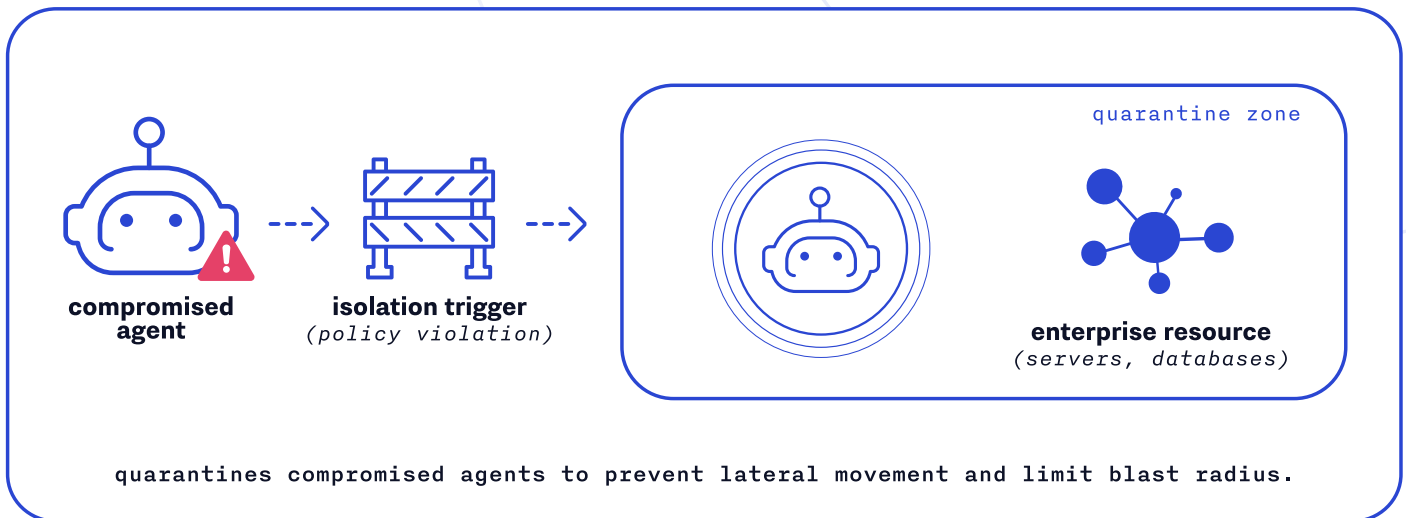 quarantine zone
compromised
agent
isolation trigger
(policy violation)
enterprise resource
(servers, databases)
quarantines compromised agents to prevent lateral movement and limit blast radius.